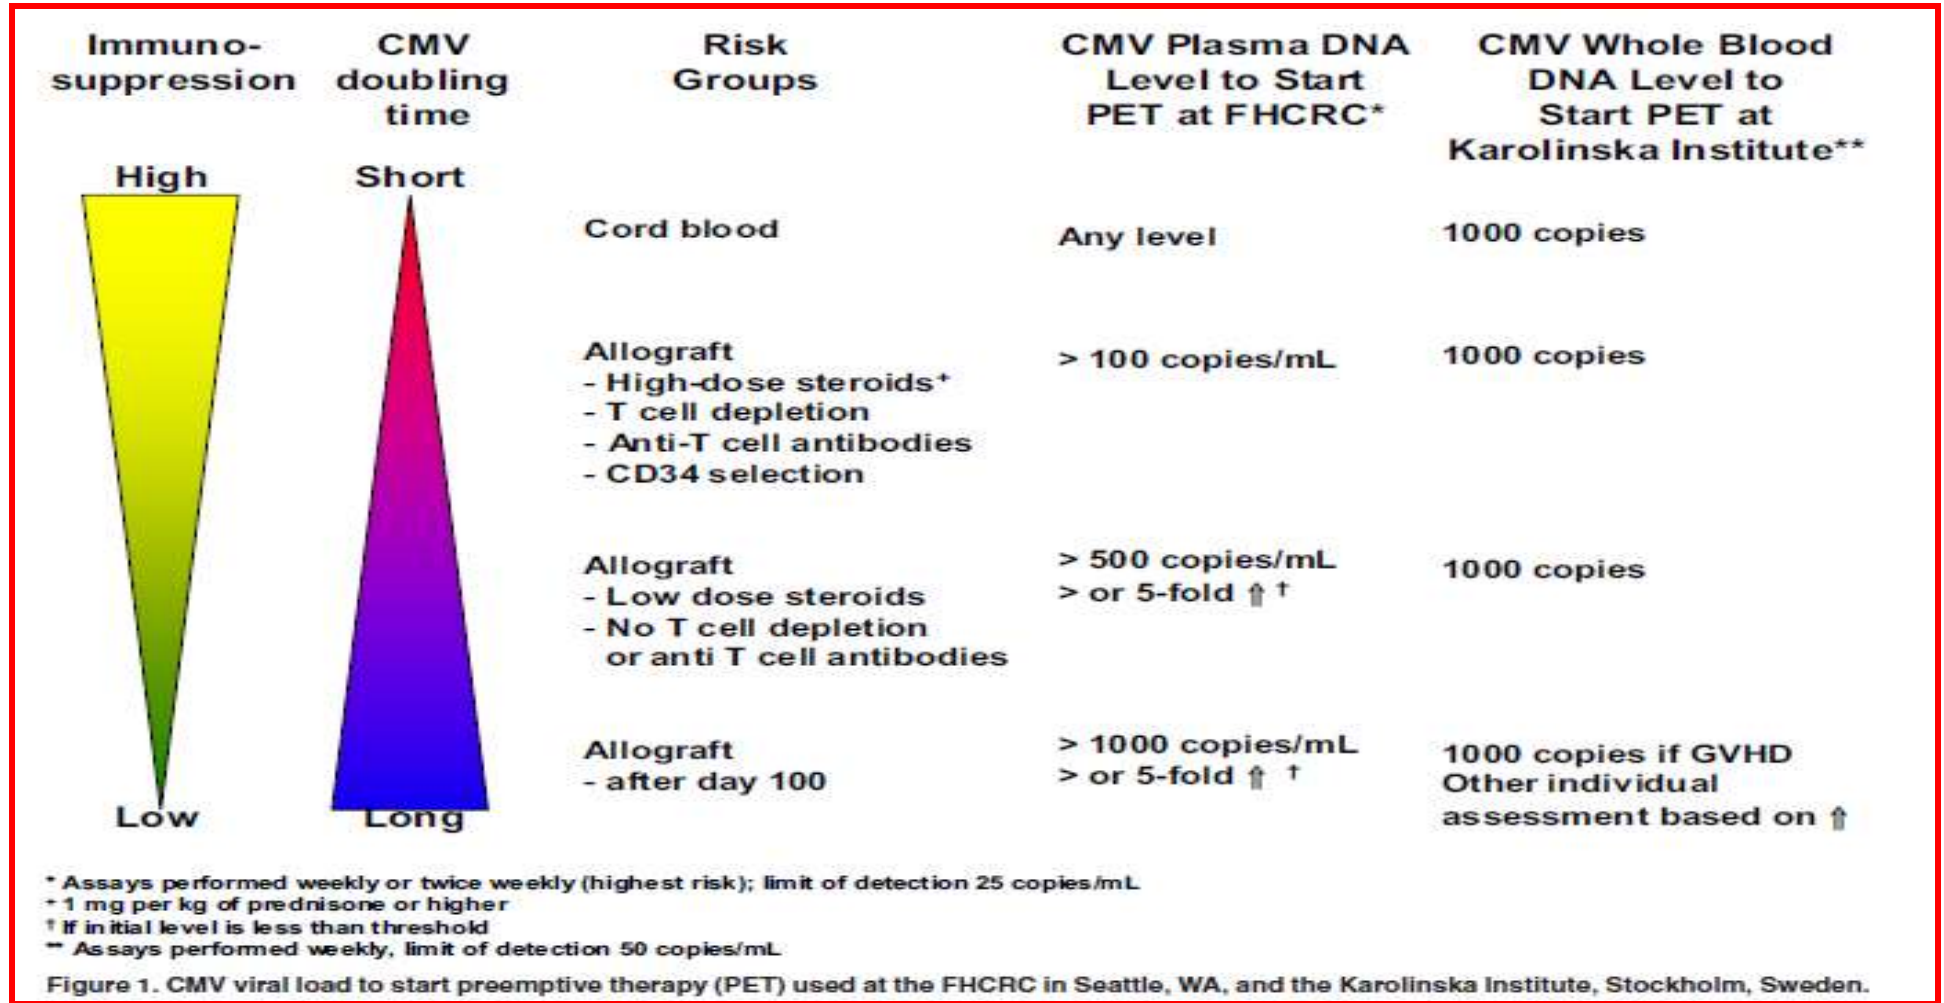 Immuno-
suppression
CMV
doubling
time
Risk
Groups
CMV Plasma DNA
Level to Start
PET at FHCRC*
CMV Whole Blood
DNA Level to
Start PET at
Karolinska Institute**
High
Short
Cord blood
Any level
1000 copies
Allograft
- High-dose steroids+
- T cell depletion
- Anti-T cell antibodies
- CD34 selection
> 100 copies/mL
1000 copies
Allograft
- Low dose steroids
- No T cell depletion
or anti T cell antibodies
> 500 copies/mL
> or 5-fold ⇑ †
1000 copies
Allograft
- after day 100
> 1000 copies/mL
> or 5-fold ⇑ †
1000 copies if GVHD
Other individual
assessment based on ⇑
Low
Long
* Assays performed weekly or twice weekly (highest risk); limit of detection 25 copies/mL
+ 1 mg per kg of prednisone or higher
† If initial level is less than threshold
** Assays performed weekly, limit of detection 50 copies/mL
Figure 1. CMV viral load to start preemptive therapy (PET) used at the FHCRC in Seattle, WA, and the Karolinska Institute, Stockholm, Sweden.